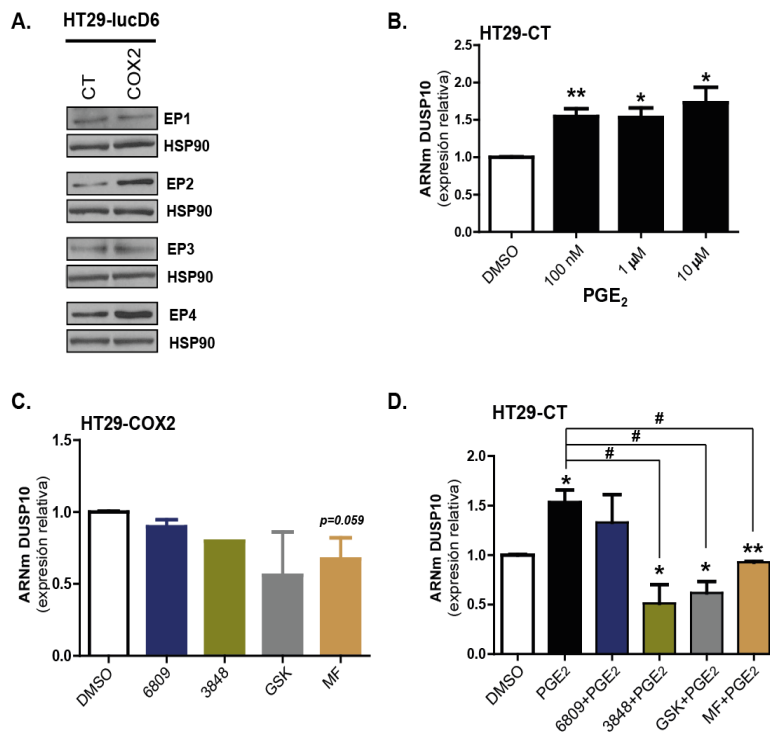 A.
HT29-lucD6
CT
COX2
EP1
HSP90
EP2
HSP90
EP3
HSP90
EP4
HSP90
B.
HT29-CT
ARNm DUSP10
(expresión relativa)
2.5
2.0
1.5
1.0
0.5
0.0
**
*
*
DMSO
100 nM
1 µM
10 µM
PGE2
C.
HT29-COX2
ARNm DUSP10
(expresión relativa)
1.5
1.0
0.5
0.0
p=0.059
DMSO
6809
3848
GSK
MF
D.
HT29-CT
ARNm DUSP10
(expresión relativa)
2.0
1.5
1.0
0.5
0.0
#
#
#
*
*
*
**
DMSO
PGE2
6809+PGE2
3848+PGE2
GSK+PGE2
MF+PGE2